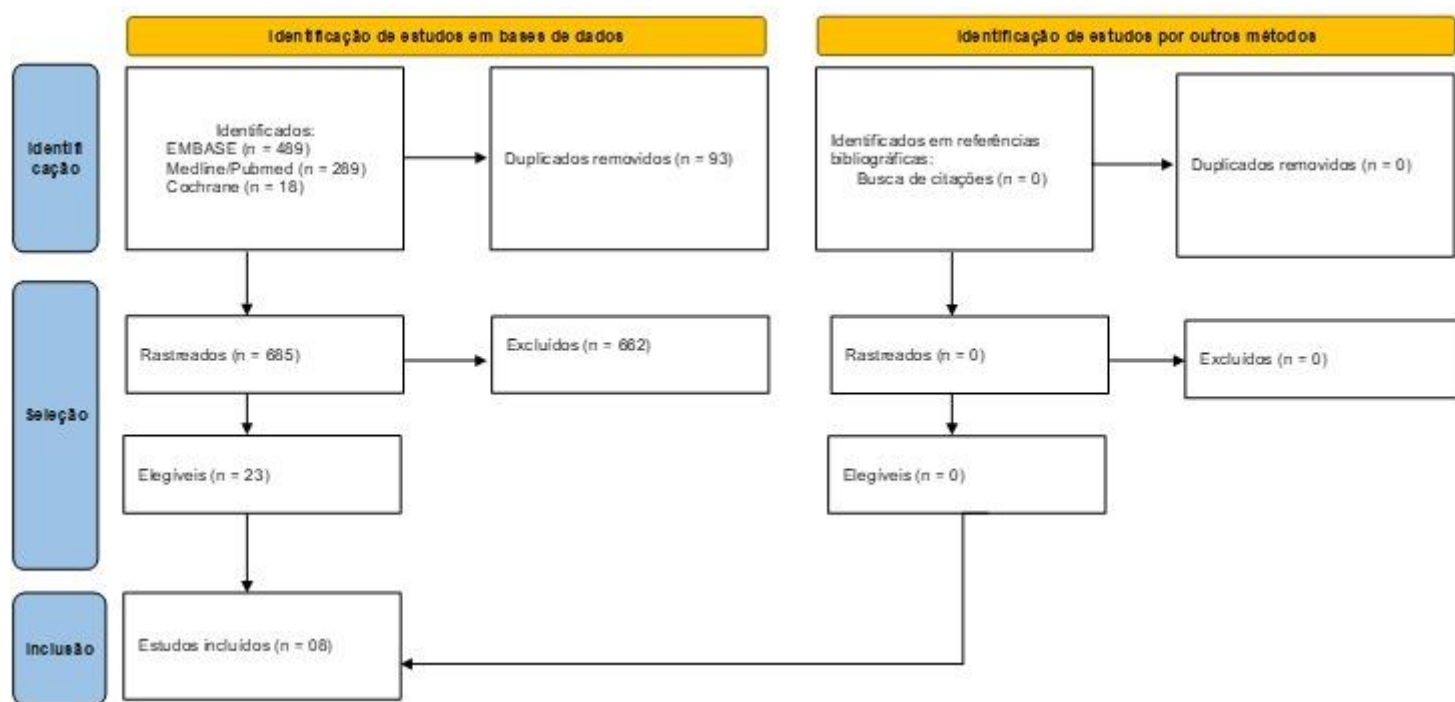 Identificação de estudos em bases de dados
Identificação de estudos por outros métodos
Identifi
cação
Identificados:
EMBASE (n = 489)
Medline/Pubmed (n = 289)
Cochrane (n = 18)
Duplicados removidos (n = 93)
Identificados em referências
bibliográficas:
Busca de citações (n = 0)
Duplicados removidos (n = 0)
Seleção
Rastreados (n = 685)
Excluídos (n = 662)
Rastreados (n = 0)
Excluídos (n = 0)
Elegíveis (n = 23)
Elegíveis (n = 0)
Inclusão
Estudos incluídos (n = 08)